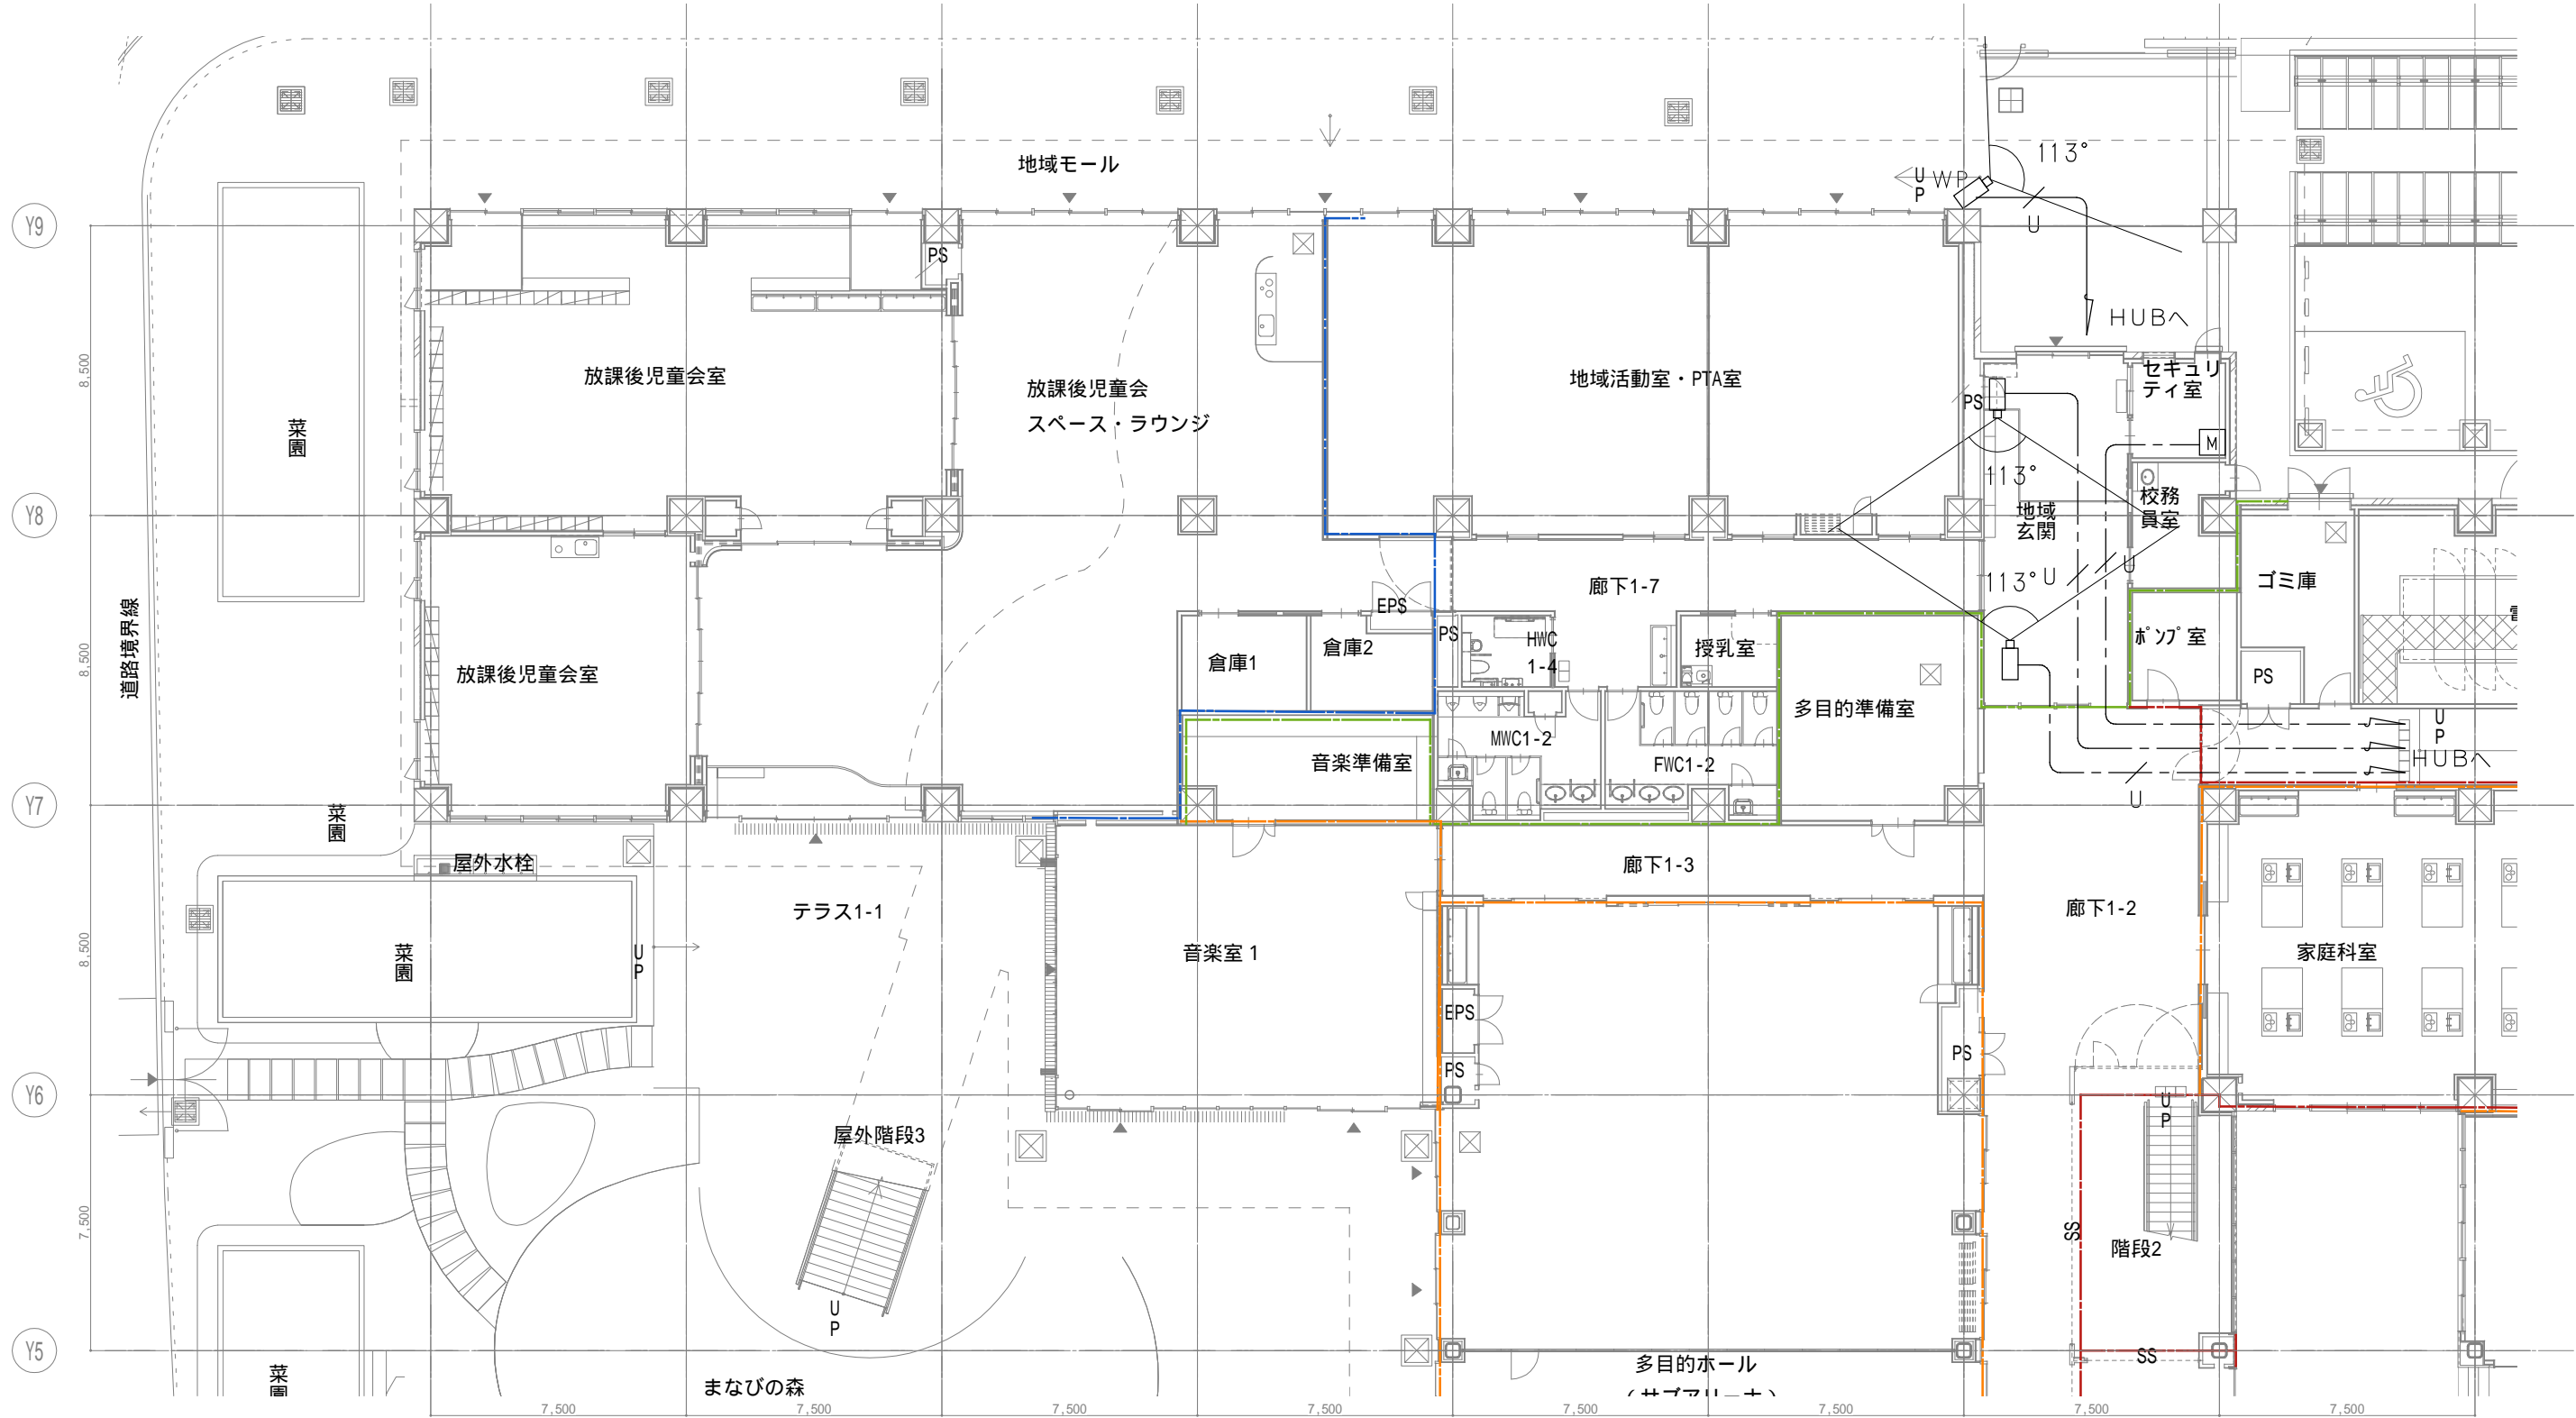 地域モール
113°
U
P
WP
U
Y9
PS
HUBへ
8,500
放課後児童会室
放課後児童会
スペース・ラウンジ
地域活動室・PTA室
セキュリ
ティ室
PS
M
菜園
113°
校務
員室
地域
玄関
Y8
道路境界線
廊下1-7
113°
U
U
ゴミ庫
EPS
PS
HWC
1-4
授乳室
倉庫1
倉庫2
ポンプ室
8,500
放課後児童会室
PS
多目的準備室
MWC1-2
音楽準備室
FWC1-2
U
P
HUBへ
U
Y7
菜園
屋外水栓
廊下1-3
テラス1-1
廊下1-2
8,500
菜園
U
P
音楽室1
家庭科室
EPS
PS
PS
Y6
U
P
屋外階段3
7,500
SS
階段2
U
P
Y5
SS
菜園
まなびの森
多目的ホール
(サブアリーナ)
7,500
7,500
7,500
7,500
7,500
7,500
7,500
7,500